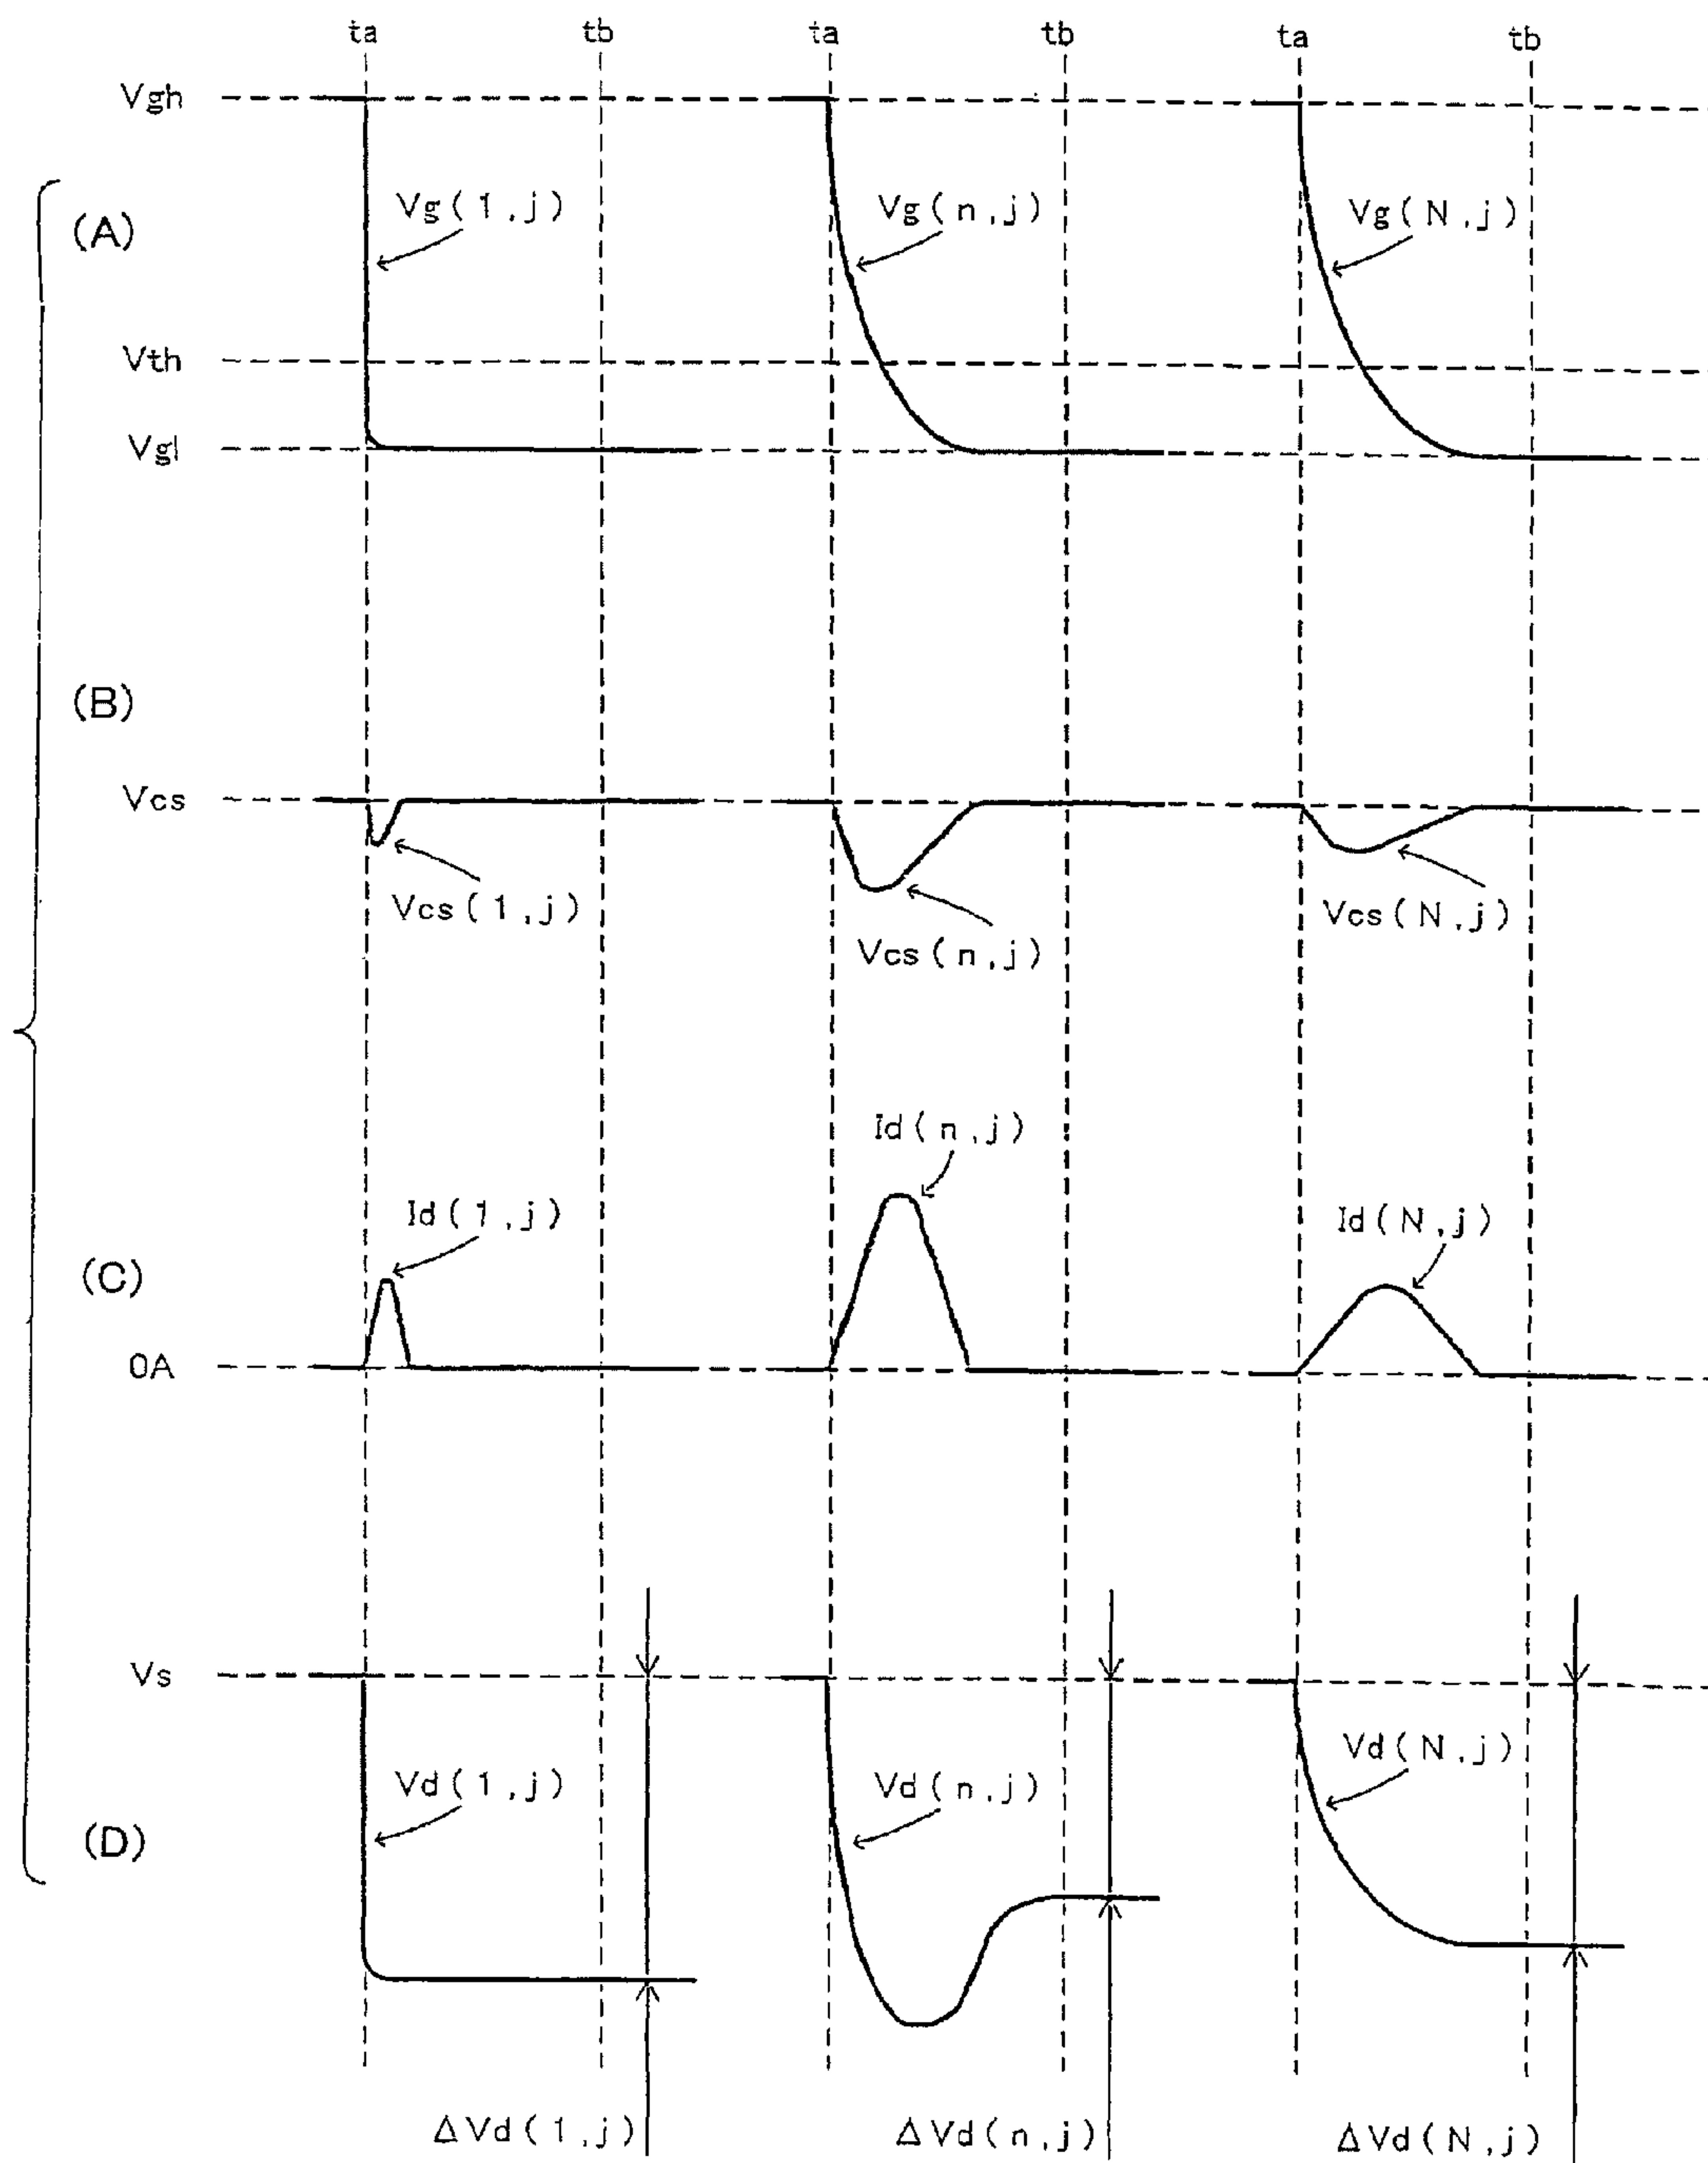 ta tb ta tb ta tb
Vgh
(A)
Vg(1,j) Vg(n,j) Vg(N,j)
Vth
Vgl
(B)
Vcs
Vcs(1,j) Vcs(n,j) Vcs(N,j)
Id(n,j)
Id(1,j) Id(N,j)
(C)
0A
Vs
Vd(1,j) Vd(n,j) Vd(N,j)
(D)
ΔVd(1,j) ΔVd(n,j) ΔVd(N,j)